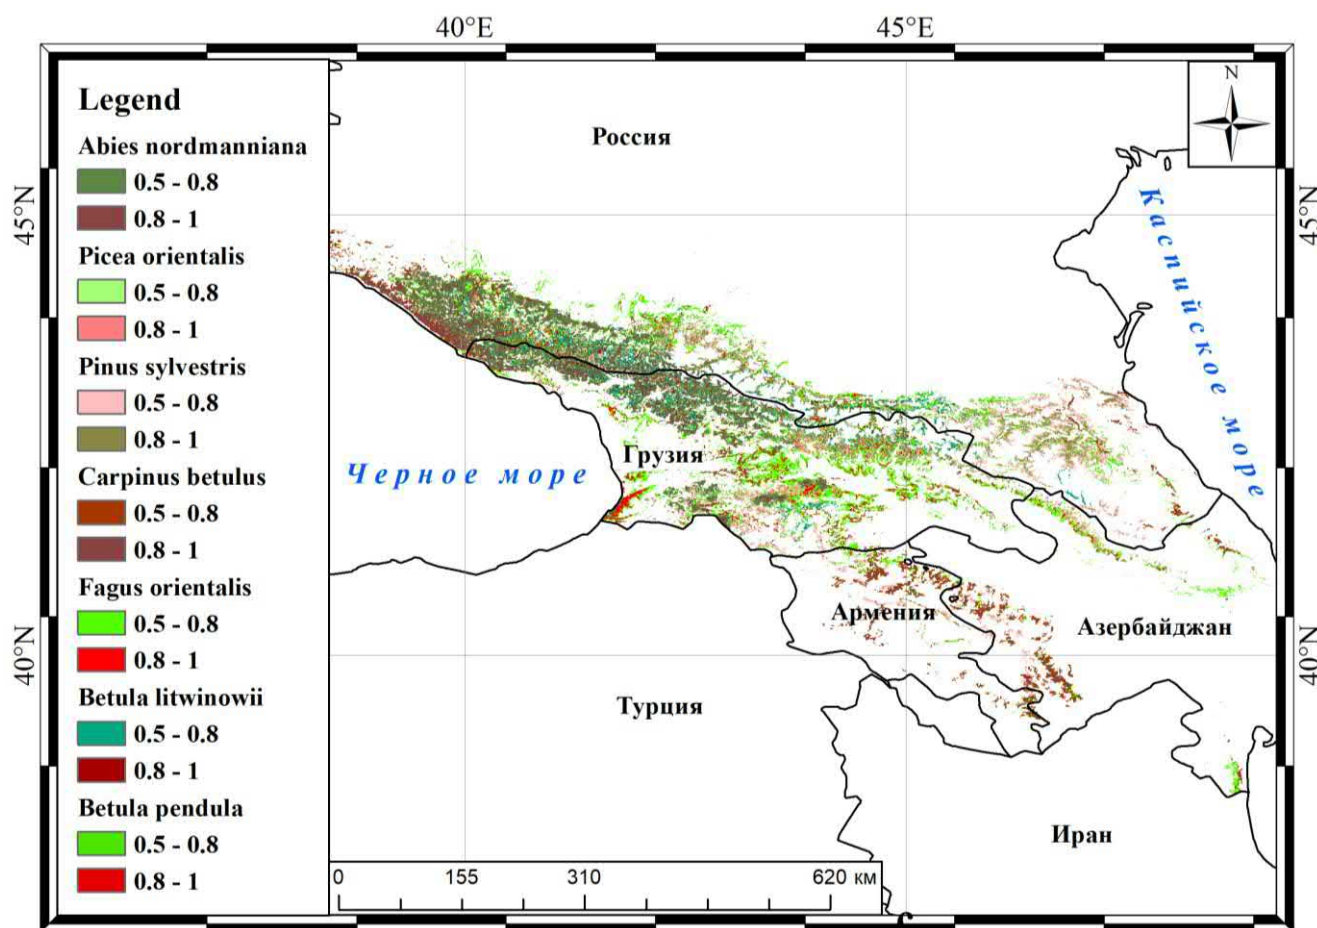 40°E 45°E
Legend
Abies nordmanniana
0.5 - 0.8
0.8 - 1
Picea orientalis
0.5 - 0.8
0.8 - 1
Pinus sylvestris
0.5 - 0.8
0.8 - 1
Carpinus betulus
0.5 - 0.8
0.8 - 1
Fagus orientalis
0.5 - 0.8
0.8 - 1
Betula litwinowii
0.5 - 0.8
0.8 - 1
Betula pendula
0.5 - 0.8
0.8 - 1
N
Россия
Каспийское море
Грузия
Черное море
Армения
Азербайджан
Турция
Иран
45°N
40°N
45°N
40°N
0 155 310 620 км